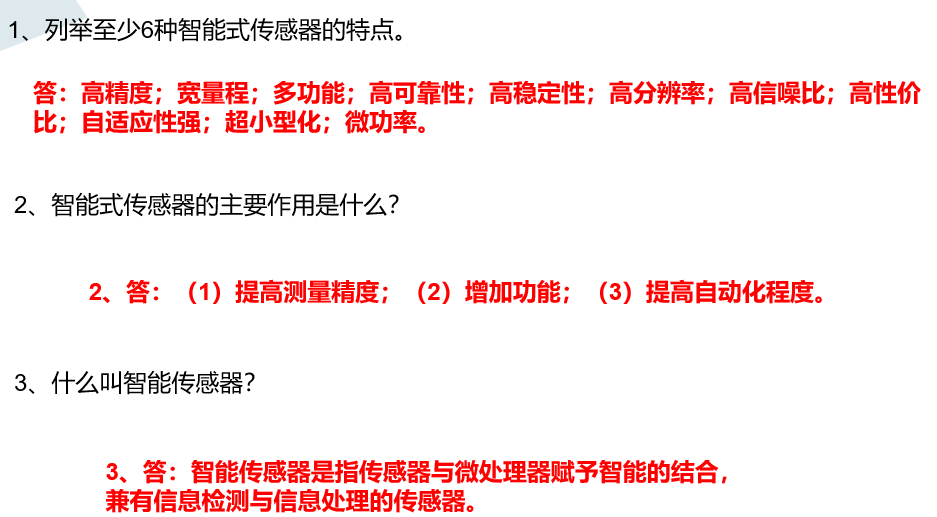 1、列举至少6种智能式传感器的特点。
答：高精度；宽量程；多功能；高可靠性；高稳定性；高分辨率；高信噪比；高性价
比；自适应性强；超小型化；微功率。
2、智能式传感器的主要作用是什么？
2、答：（1）提高测量精度；（2）增加功能；（3）提高自动化程度。
3、什么叫智能传感器？
3、答：智能传感器是指传感器与微处理器赋予智能的结合，
兼有信息检测与信息处理的传感器。